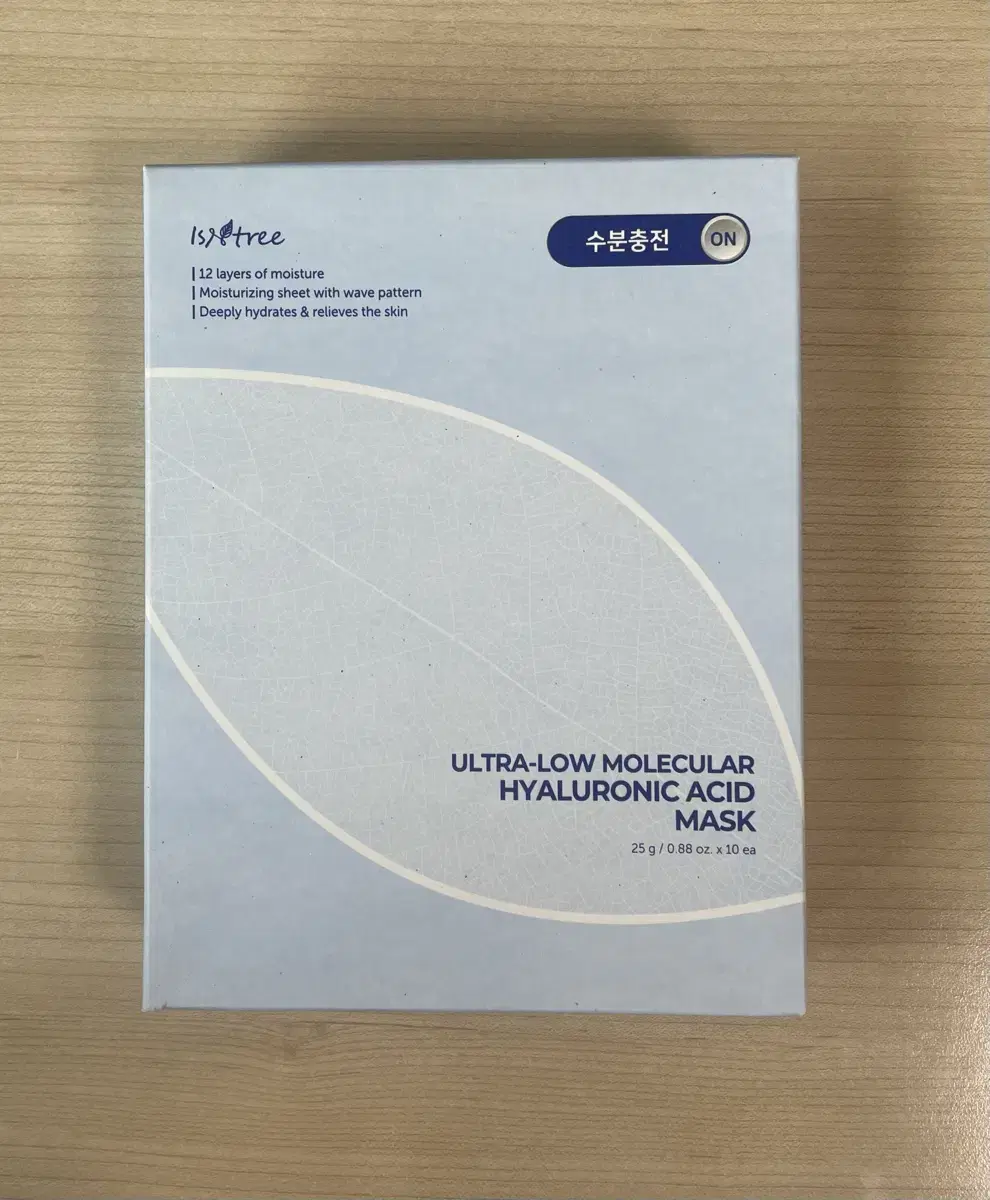 Isntree
수분충전 ON
12 layers of moisture
Moisturizing sheet with wave pattern
Deeply hydrates & relieves the skin
ULTRA-LOW MOLECULAR
HYALURONIC ACID
MASK
25 g / 0.88 oz. x 10 ea